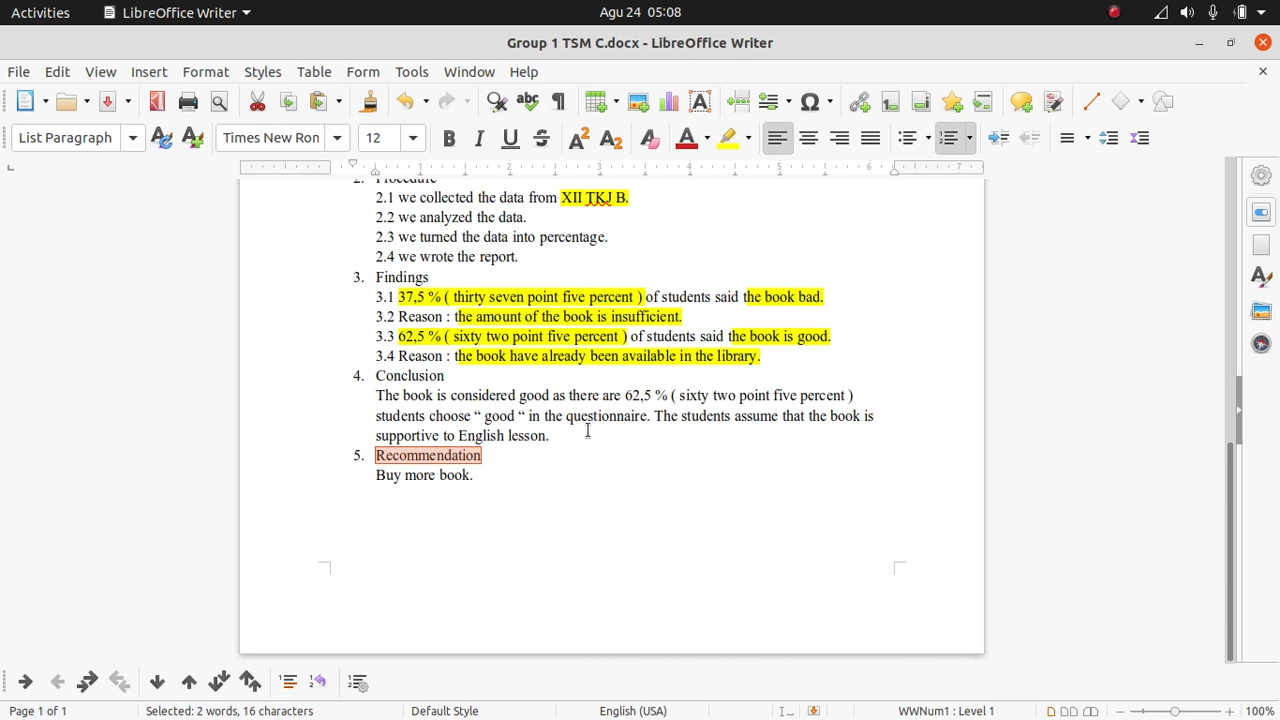 Activities LibreOffice Writer Agu 24 05:08
Group 1 TSM C.docx - LibreOffice Writer
File Edit View Insert Format Styles Table Form Tools Window Help
List Paragraph Times New Ron 12
2. Procedure
2.1 we collected the data from XII TKJ B.
2.2 we analyzed the data.
2.3 we turned the data into percentage.
2.4 we wrote the report.
3. Findings
3.1 37,5 % ( thirty seven point five percent ) of students said the book bad.
3.2 Reason : the amount of the book is insufficient.
3.3 62,5 % ( sixty two point five percent ) of students said the book is good.
3.4 Reason : the book have already been available in the library.
4. Conclusion
The book is considered good as there are 62,5 % ( sixty two point five percent )
students choose “ good “ in the questionnaire. The students assume that the book is
supportive to English lesson.
5. Recommendation
Buy more book.
Page 1 of 1 Selected: 2 words, 16 characters Default Style English (USA) WWNum1 : Level 1 100%